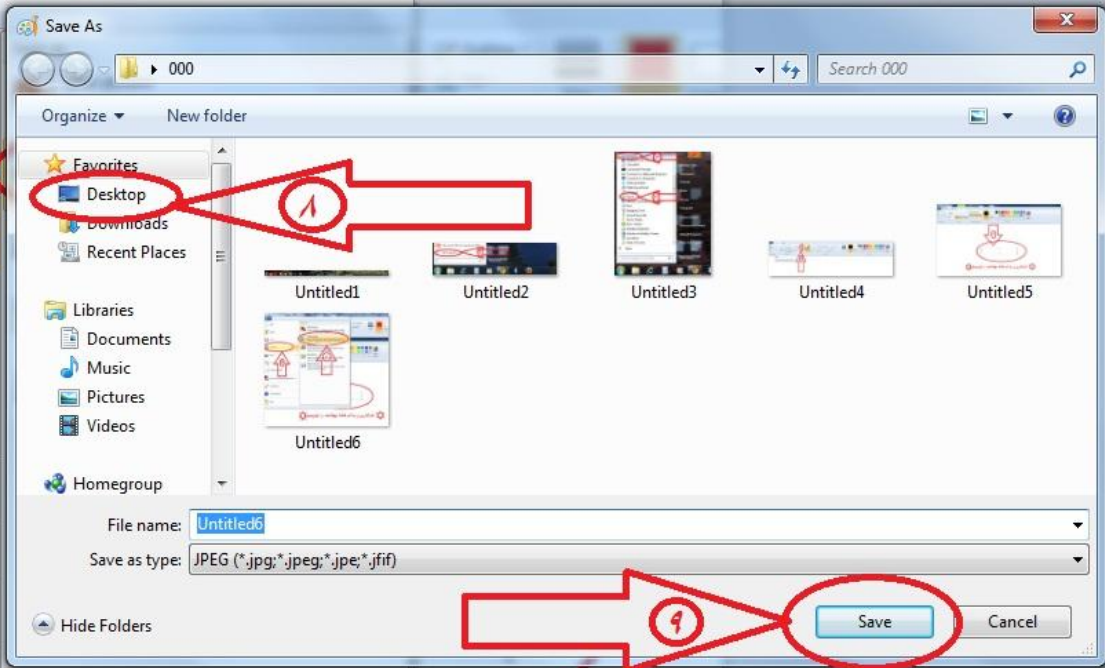 Save As
000
Search 000
Organize
New folder
Favorites
Desktop
Downloads
Recent Places
Libraries
Documents
Music
Pictures
Videos
Homegroup
۸
Untitled1
Untitled2
Untitled3
Untitled4
Untitled5
Untitled6
File name: Untitled6
Save as type: JPEG (*.jpg;*.jpeg;*.jpe;*.jfif)
۹
Hide Folders
Save
Cancel